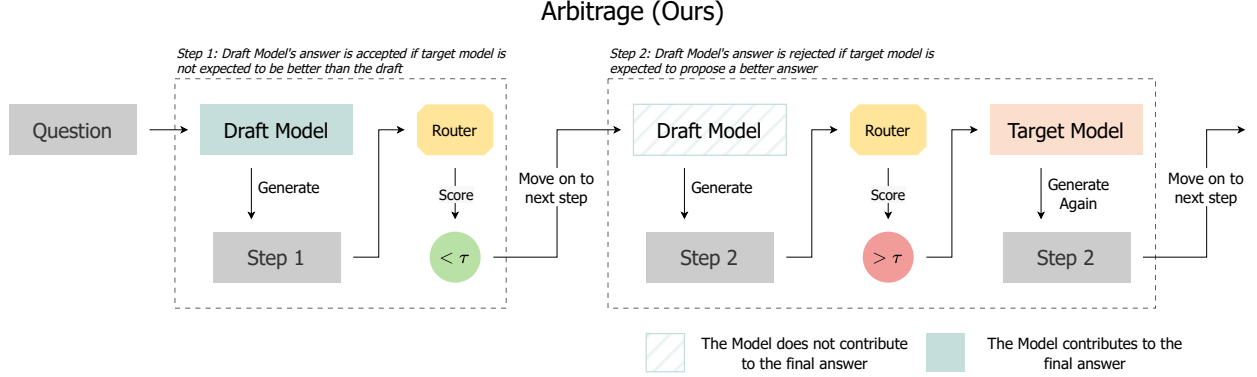 Arbitrage (Ours)
Step 1: Draft Model's answer is accepted if target model is
not expected to be better than the draft
Step 2: Draft Model's answer is rejected if target model is
expected to propose a better answer
Question
Draft Model
Router
Generate
Score
Step 1
< τ
Move on to
next step
Draft Model
Router
Target Model
Generate
Score
Generate
Again
Step 2
> τ
Step 2
Move on to
next step
The Model does not contribute
to the final answer
The Model contributes to the
final answer